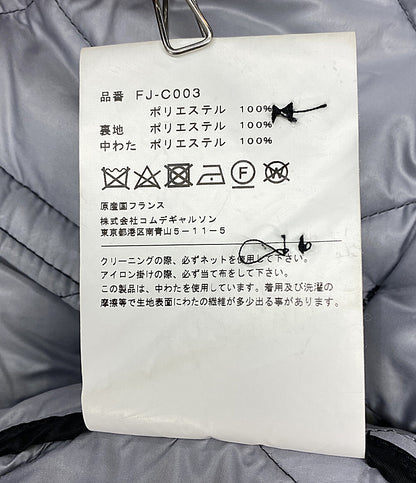 品番 FJ-C003
ポリエステル 100%
裏地 ポリエステル 100%
中わた ポリエステル 100%
F W
原産国フランス
株式会社コムデギャルソン
東京都港区南青山5-11-5
クリーニングの際、必ずネットを使用して下さい。
アイロン掛けの際、必ず当て布をして下さい。
この製品は、中わたを使用しています。着用及び洗濯の
摩擦等で生地表面にわたの繊維が多少出る事があります。